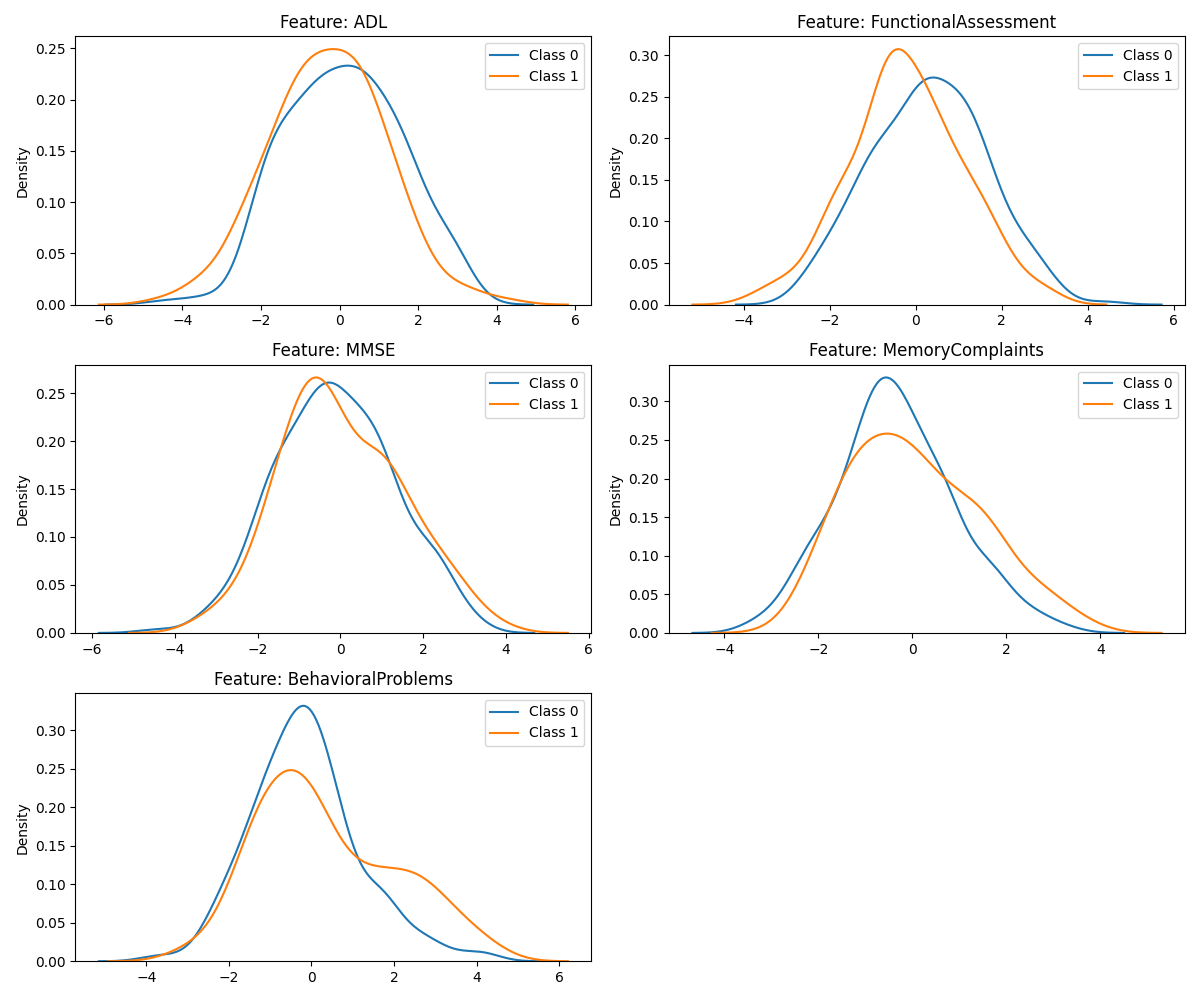 Feature: ADL
Density
0.25
0.20
0.15
0.10
0.05
0.00
−6 −4 −2 0 2 4 6
Class 0
Class 1
Feature: FunctionalAssessment
Density
0.30
0.25
0.20
0.15
0.10
0.05
0.00
−4 −2 0 2 4 6
Class 0
Class 1
Feature: MMSE
Density
0.25
0.20
0.15
0.10
0.05
0.00
−6 −4 −2 0 2 4 6
Class 0
Class 1
Feature: MemoryComplaints
Density
0.30
0.25
0.20
0.15
0.10
0.05
0.00
−4 −2 0 2 4
Class 0
Class 1
Feature: BehavioralProblems
Density
0.30
0.25
0.20
0.15
0.10
0.05
0.00
−4 −2 0 2 4 6
Class 0
Class 1